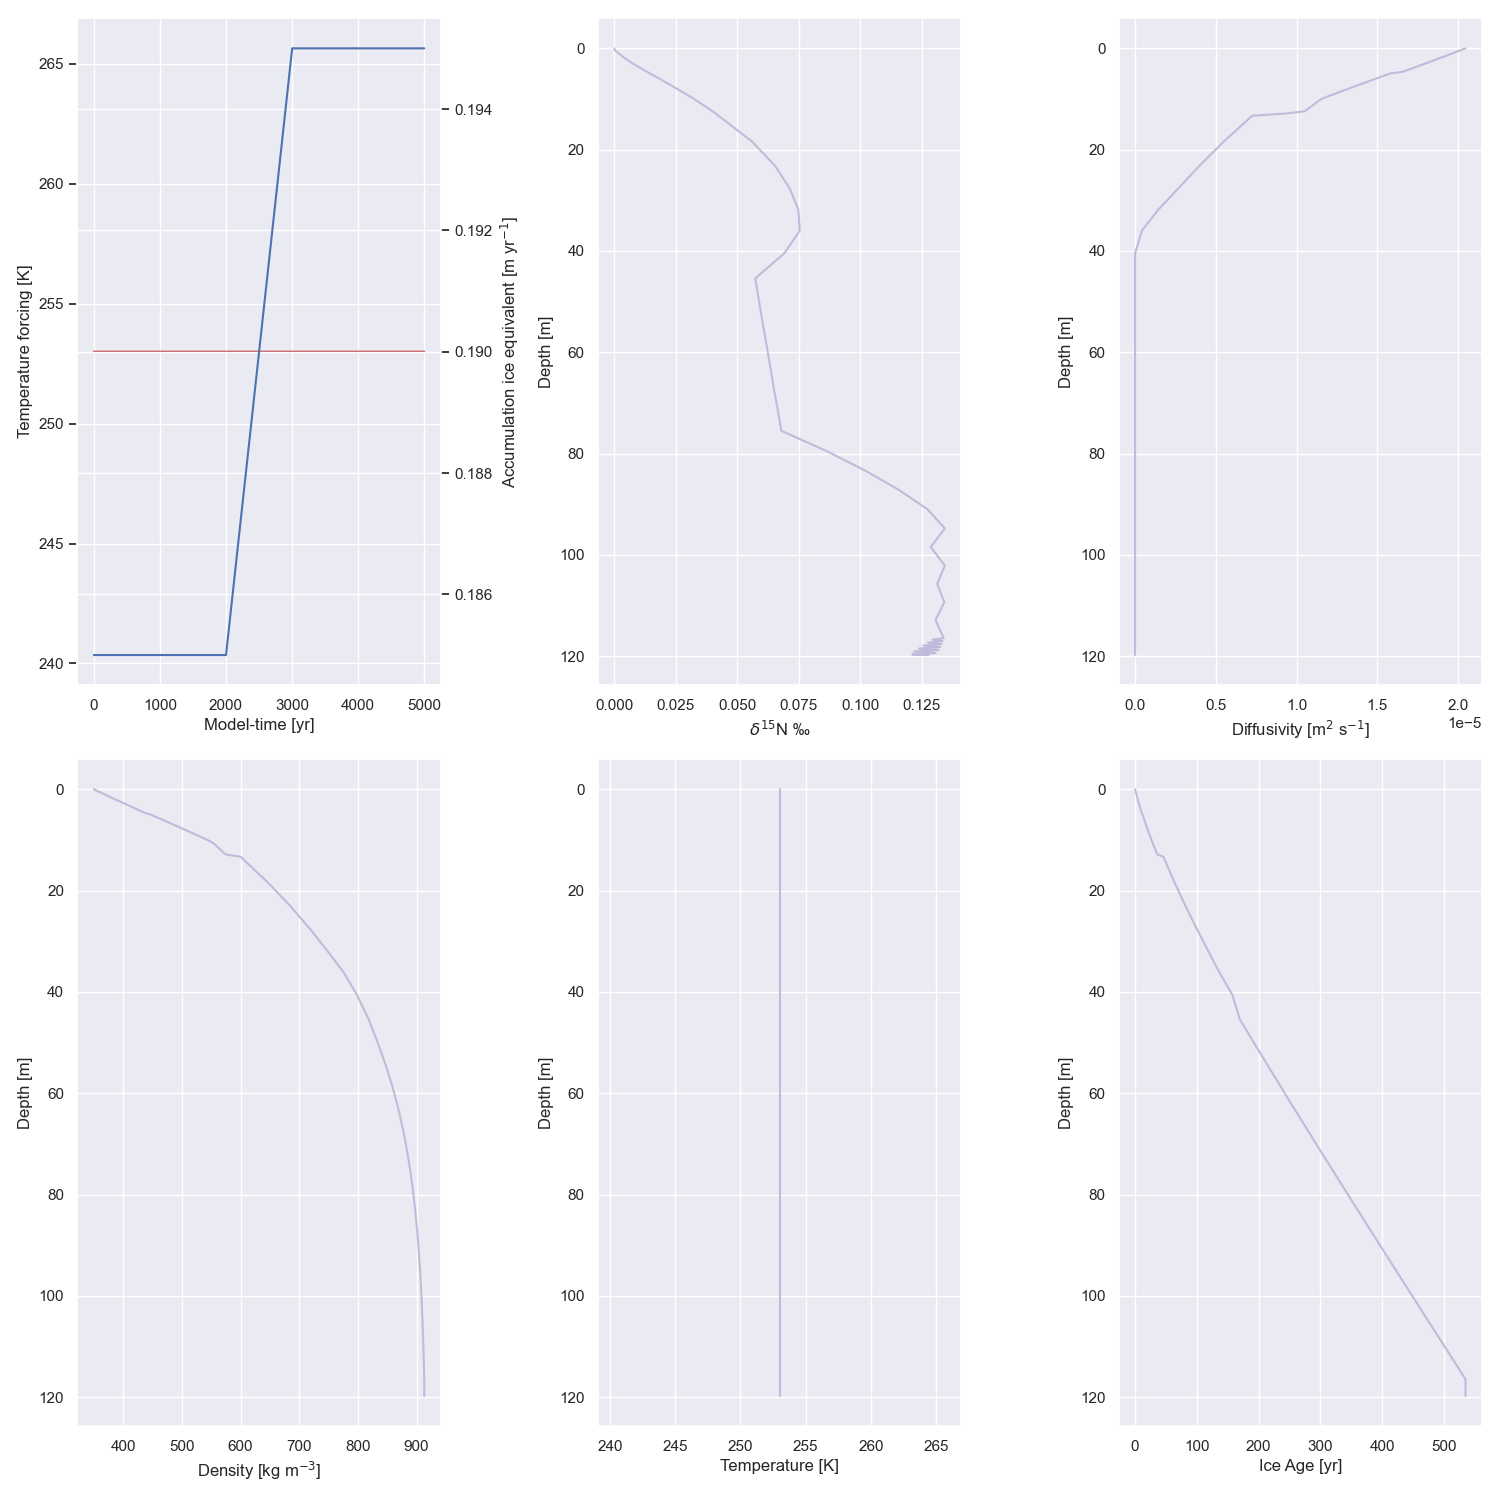 265
260
255
250
245
240
Temperature forcing [K]
0.194
0.192
0.190
0.188
0.186
Accumulation ice equivalent [m yr⁻¹]
0 1000 2000 3000 4000 5000
Model-time [yr]
0
20
40
60
80
100
120
Depth [m]
0.000 0.025 0.050 0.075 0.100 0.125
δ¹⁵N ‰
0
20
40
60
80
100
120
Depth [m]
0.0 0.5 1.0 1.5 2.0
1e−5
Diffusivity [m² s⁻¹]
0
20
40
60
80
100
120
Depth [m]
400 500 600 700 800 900
Density [kg m⁻³]
0
20
40
60
80
100
120
Depth [m]
240 245 250 255 260 265
Temperature [K]
0
20
40
60
80
100
120
Depth [m]
0 100 200 300 400 500
Ice Age [yr]